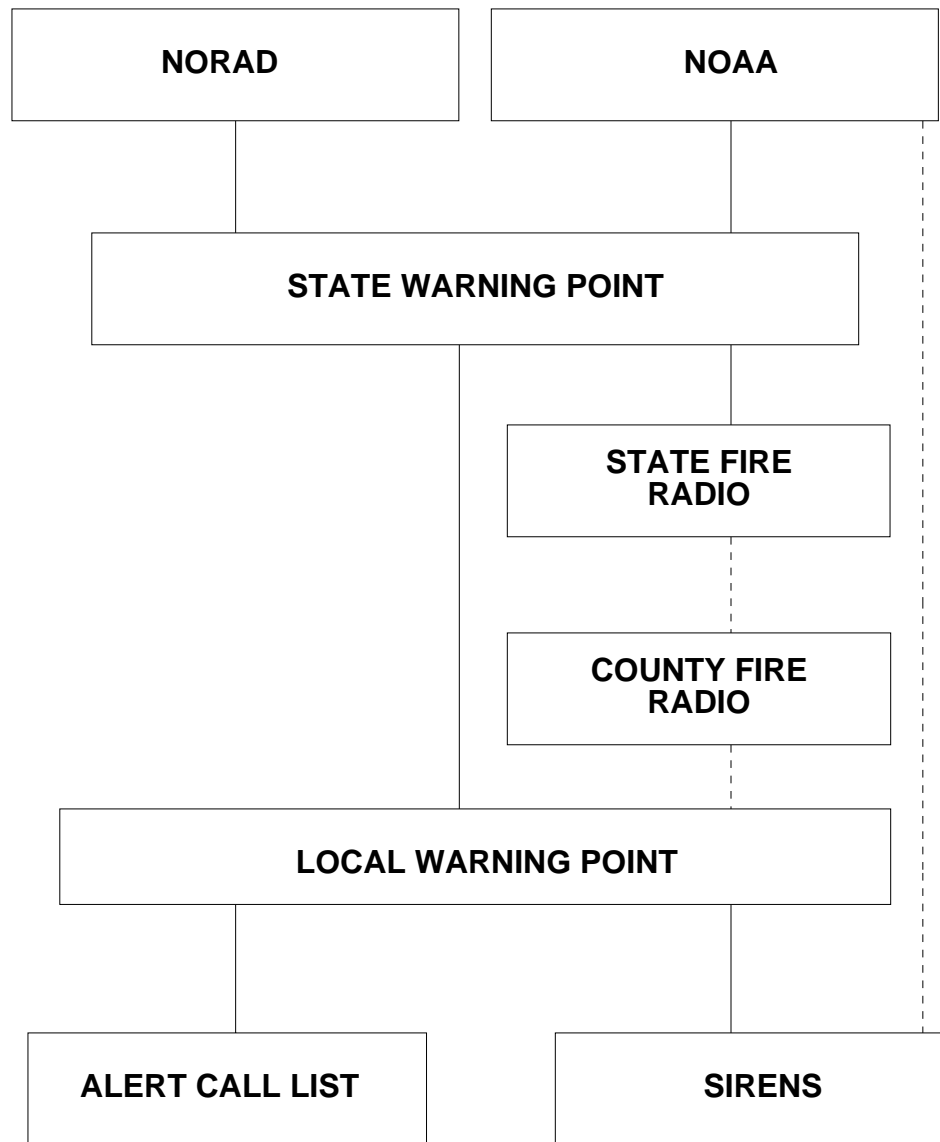 NORAD
NOAA
STATE WARNING POINT
STATE FIRE
RADIO
COUNTY FIRE
RADIO
LOCAL WARNING POINT
ALERT CALL LIST
SIRENS